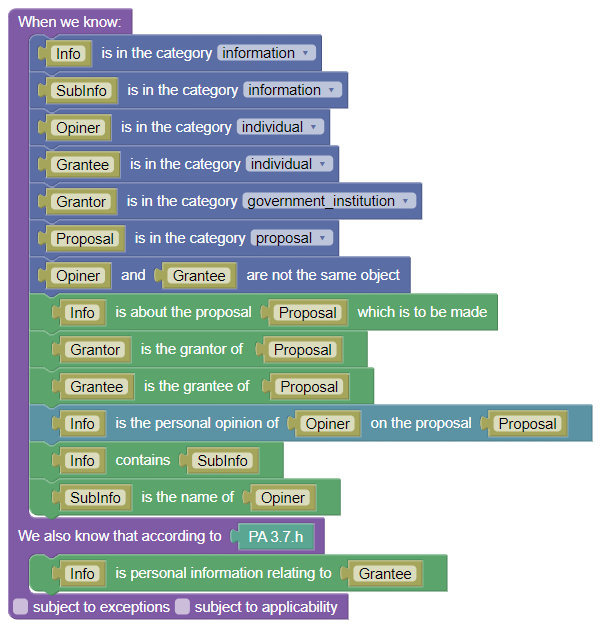 When we know:
Info is in the category information
SubInfo is in the category information
Opiner is in the category individual
Grantee is in the category individual
Grantor is in the category government_institution
Proposal is in the category proposal
Opiner and Grantee are not the same object
Info is about the proposal Proposal which is to be made
Grantor is the grantor of Proposal
Grantee is the grantee of Proposal
Info is the personal opinion of Opiner on the proposal Proposal
Info contains SubInfo
SubInfo is the name of Opiner
We also know that according to PA 3.7.h
Info is personal information relating to Grantee
subject to exceptions subject to applicability